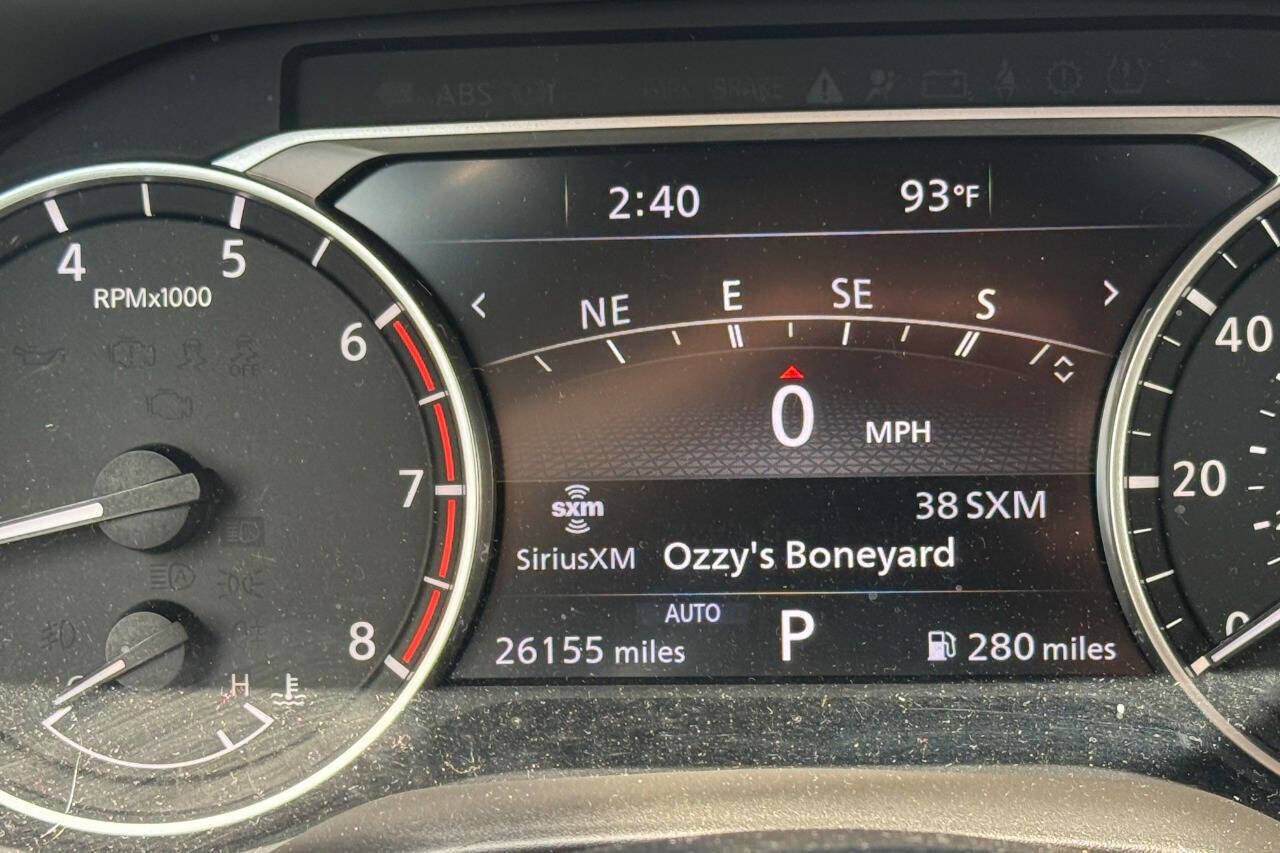 ABS
BRAKE
2:40 93°F
4 5 6 7 8
RPMx1000
OFF
NE E SE S
0 MPH
sxm
SiriusXM
38 SXM
Ozzy's Boneyard
AUTO
26155 miles
P
280 miles
H
40
20
0